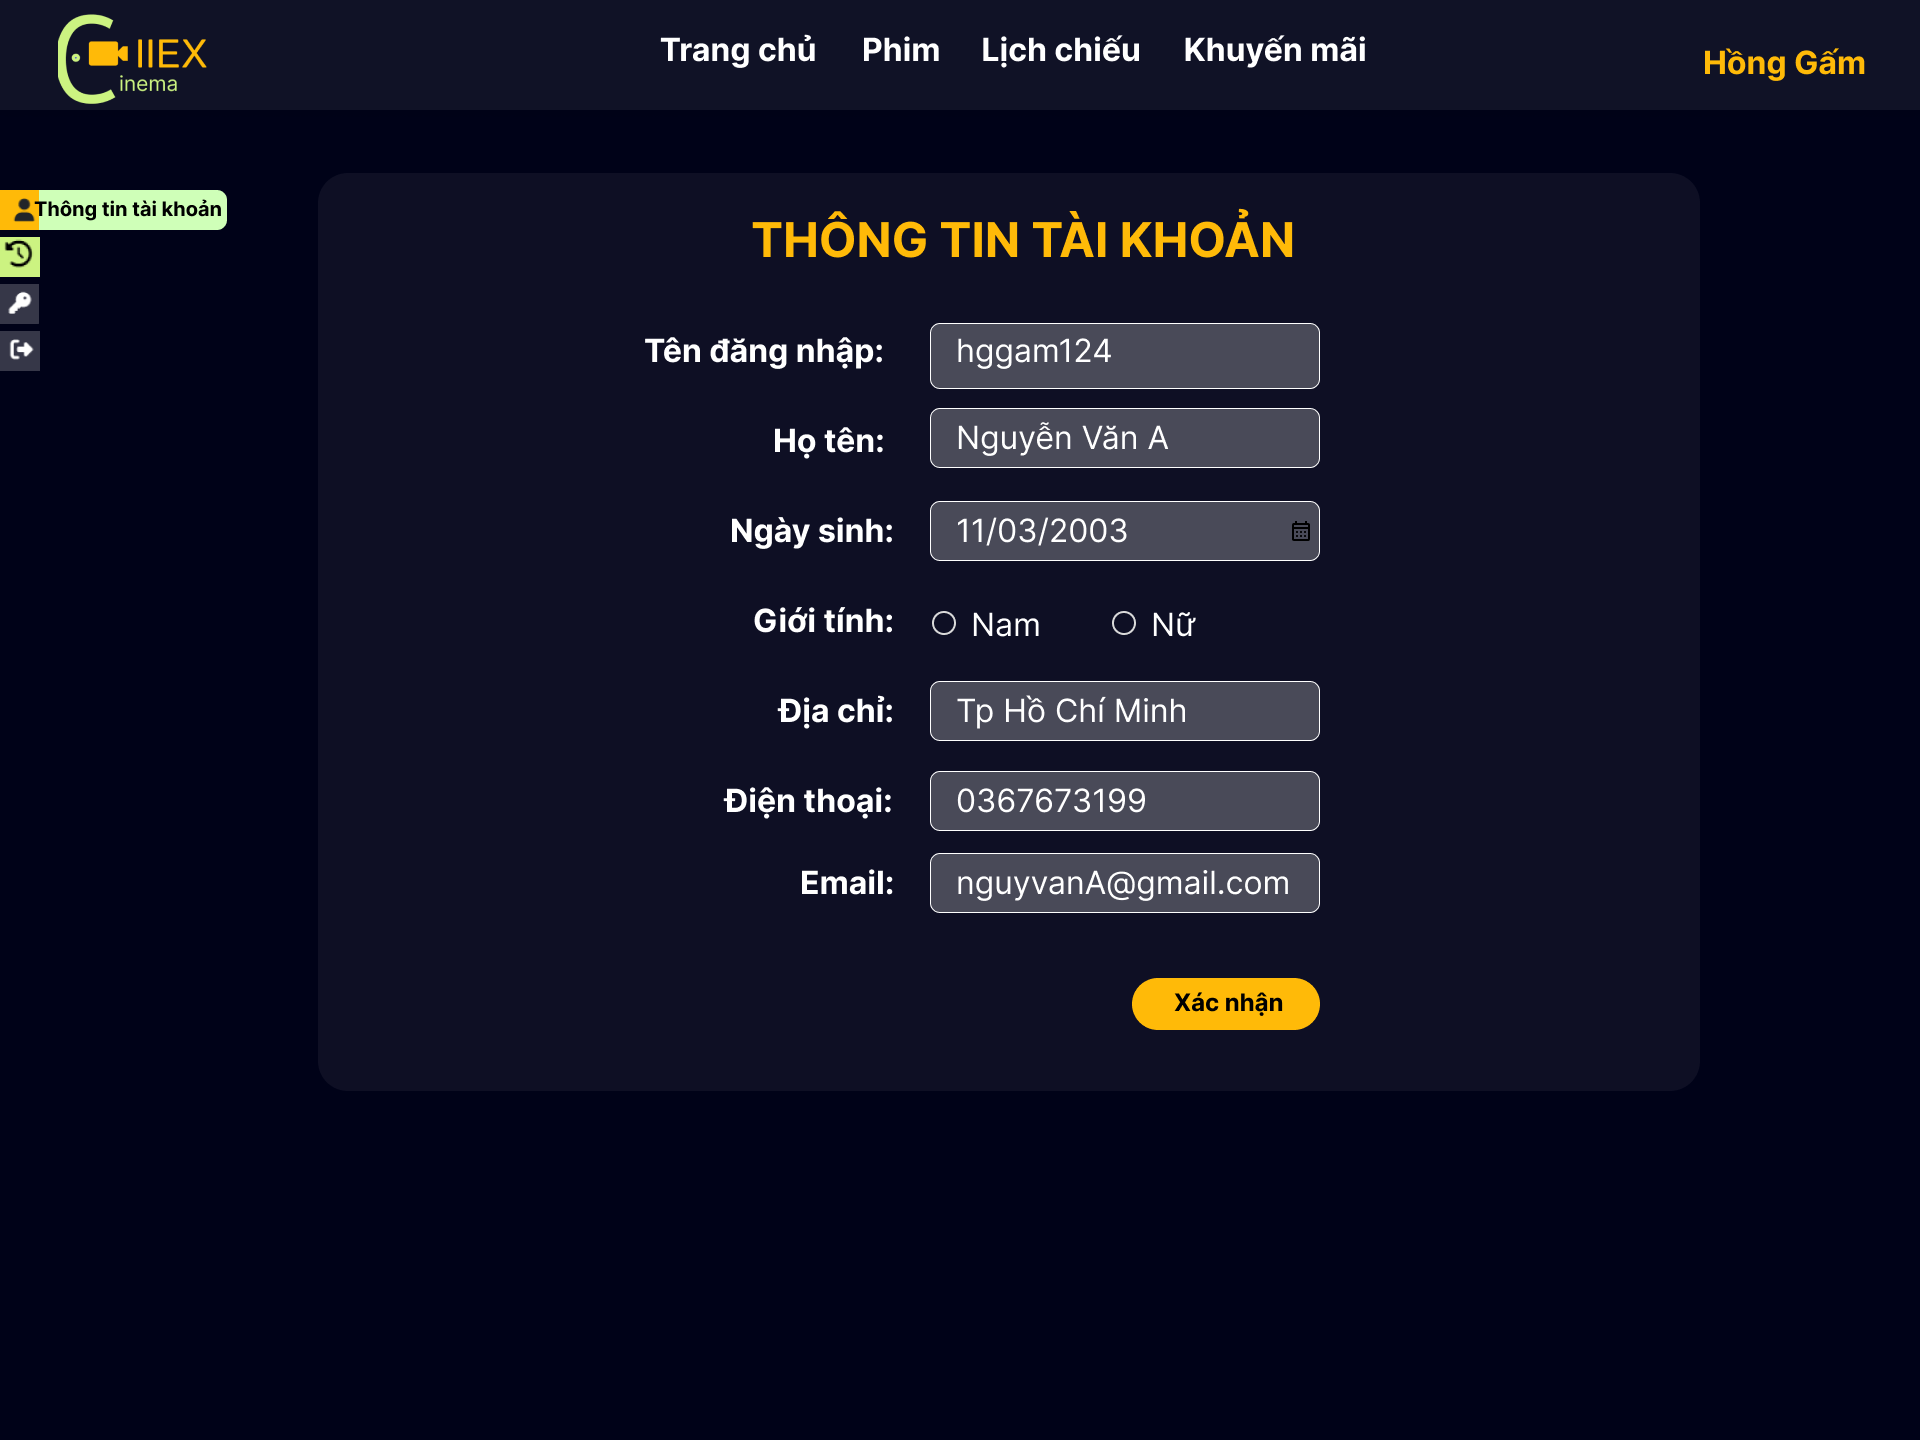 IIEX
inema
Trang chủ Phim Lịch chiếu Khuyến mãi
Hồng Gấm
Thông tin tài khoản
THÔNG TIN TÀI KHOẢN
Tên đăng nhập: hggam124
Họ tên: Nguyễn Văn A
Ngày sinh: 11/03/2003
Giới tính: Nam Nữ
Địa chỉ: Tp Hồ Chí Minh
Điện thoại: 0367673199
Email: nguyvanA@gmail.com
Xác nhận